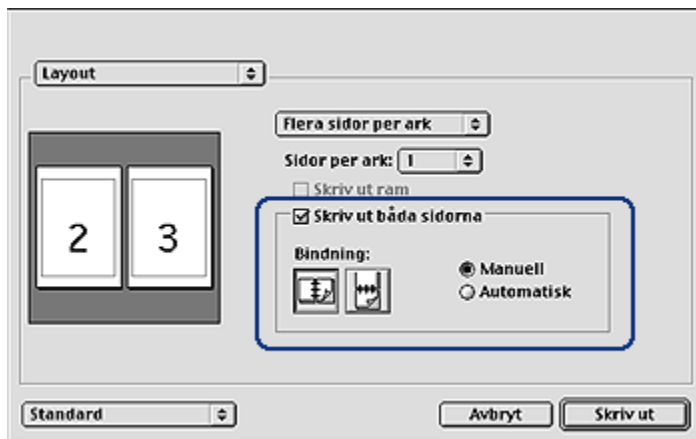 Layout
Flera sidor per ark
Sidor per ark: 1
Skriv ut ram
Skriv ut båda sidorna
2 3
Bindning:
Manuell
Automatisk
Standard Avbryt Skriv ut